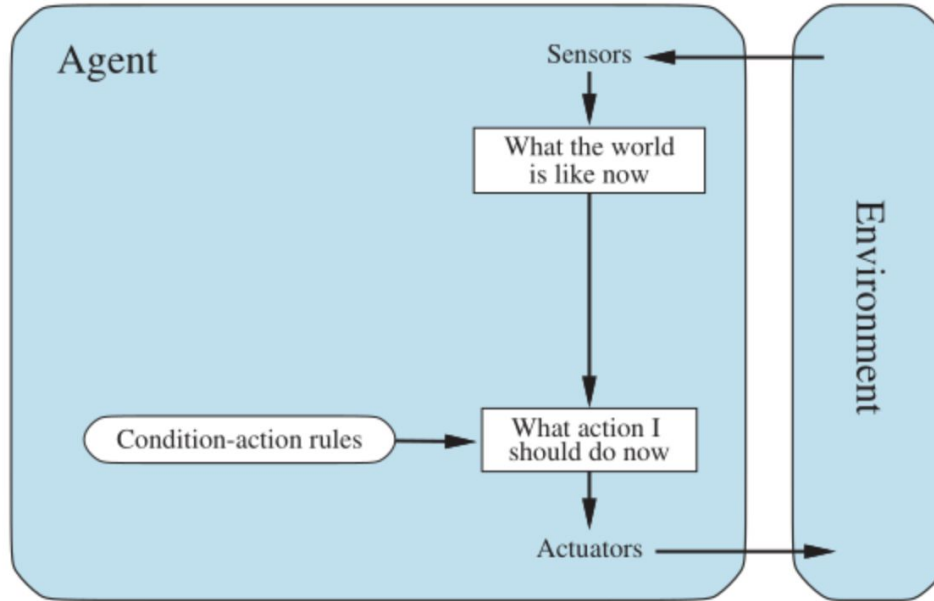 Agent
Sensors
What the world
is like now
Environment
Condition-action rules
What action I
should do now
Actuators